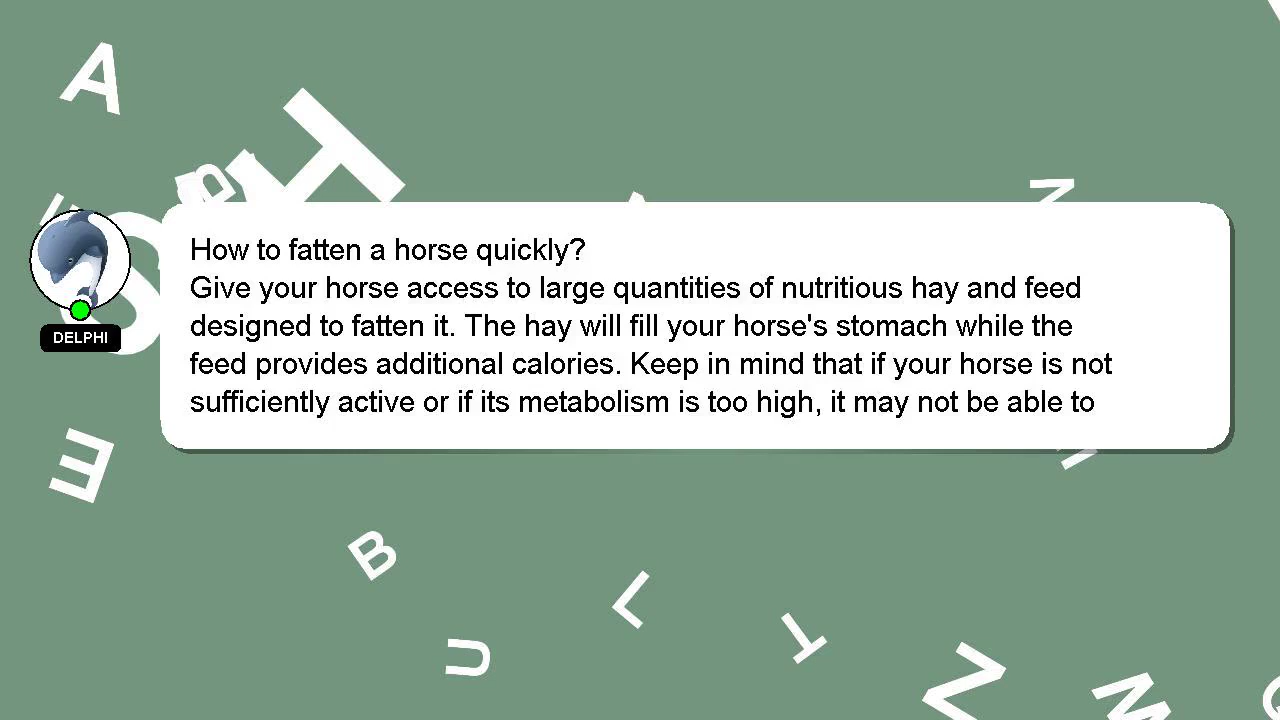 A
H
B
N
S
How to fatten a horse quickly?
Give your horse access to large quantities of nutritious hay and feed
designed to fatten it. The hay will fill your horse's stomach while the
feed provides additional calories. Keep in mind that if your horse is not
sufficiently active or if its metabolism is too high, it may not be able to
DELPHI
E
B
L
T
U
Z
M